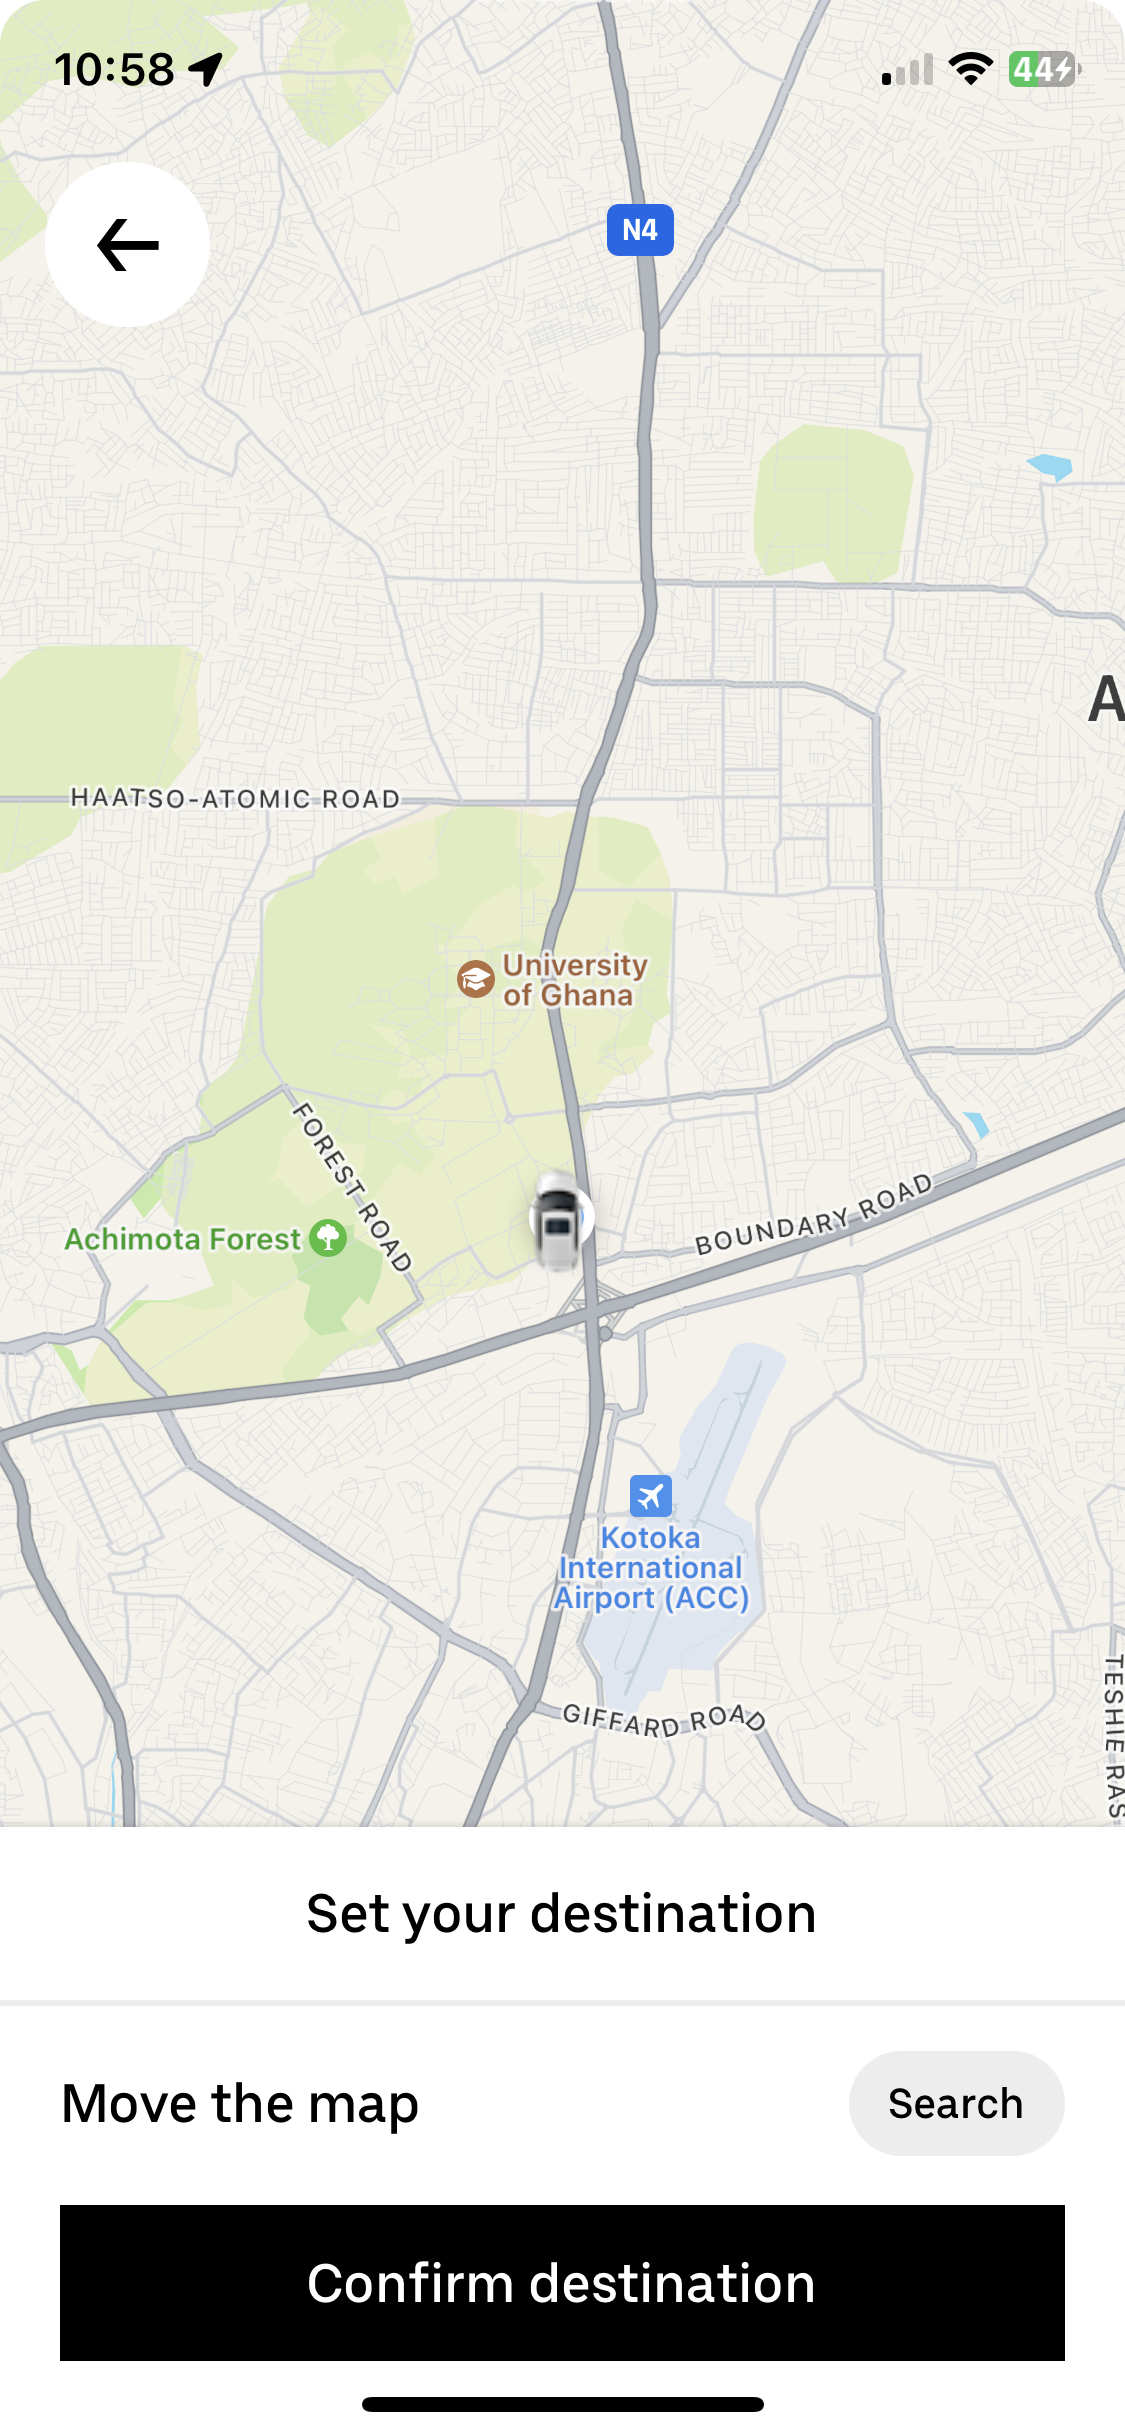 10:58
44
N4
A
HAATSO-ATOMIC ROAD
University
of Ghana
FOREST ROAD
Achimota Forest
BOUNDARY ROAD
Kotoka
International
Airport (ACC)
TESHIE RAS
GIFFARD ROAD
Set your destination
Move the map
Search
Confirm destination